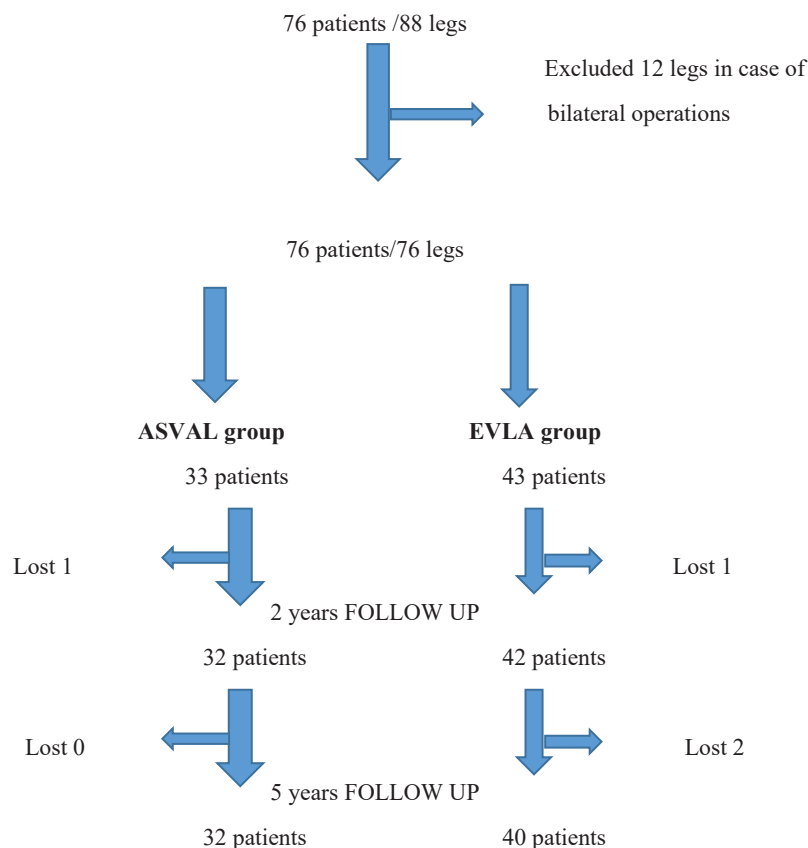 76 patients /88 legs
Excluded 12 legs in case of
bilateral operations
76 patients/76 legs
ASVAL group
EVLA group
33 patients
43 patients
Lost 1
Lost 1
2 years FOLLOW UP
32 patients
42 patients
Lost 0
Lost 2
5 years FOLLOW UP
32 patients
40 patients